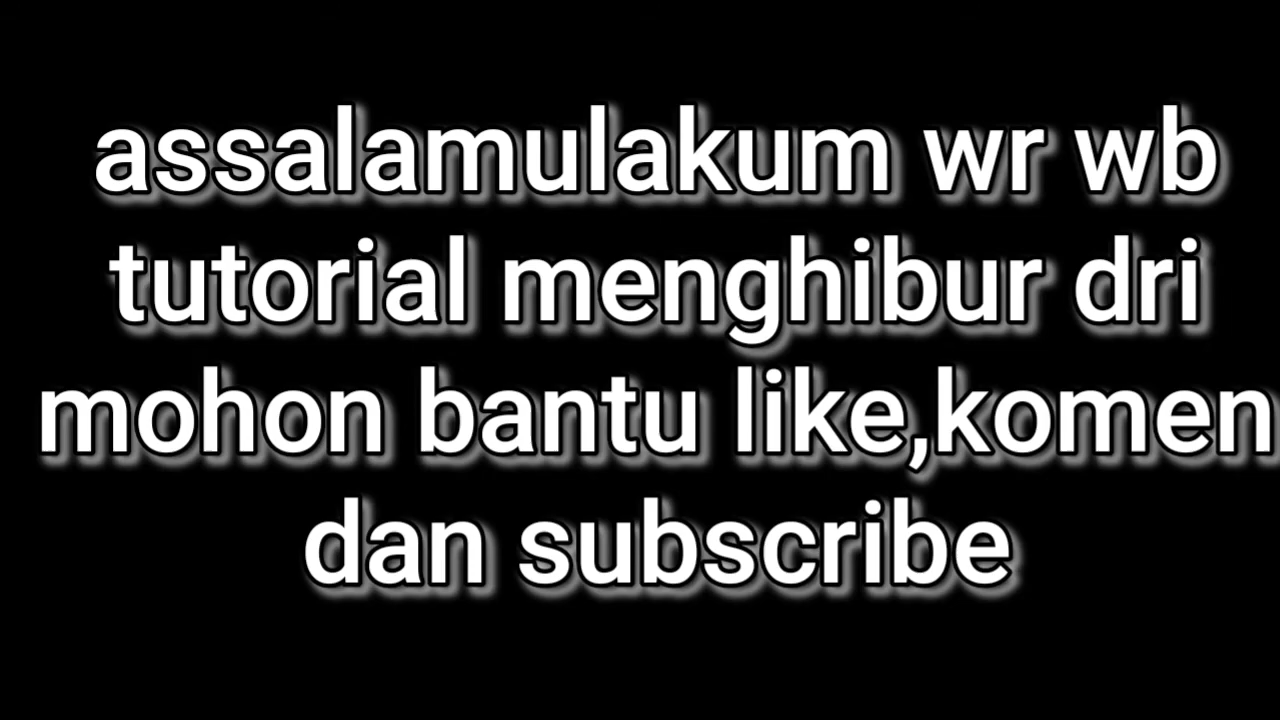 assalamulakum wr wb
tutorial menghibur dri
mohon bantu like,komen
dan subscribe